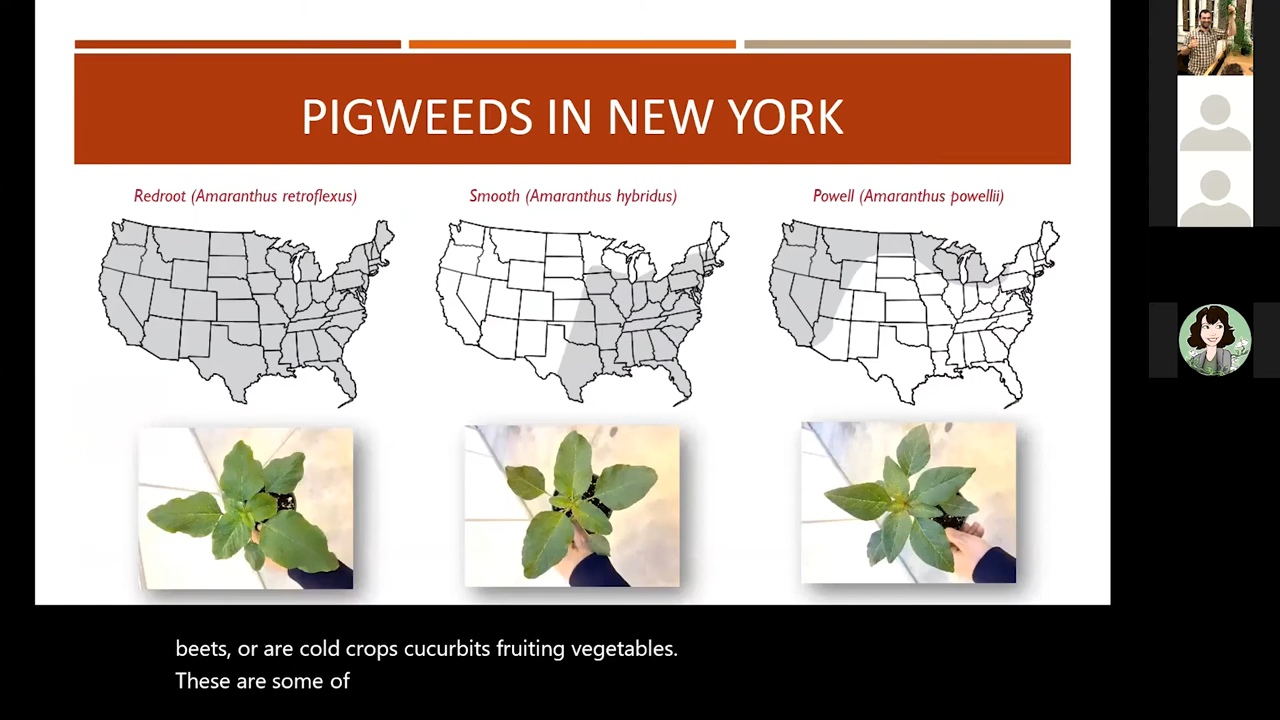 PIGWEEDS IN NEW YORK
Redroot (Amaranthus retroflexus)
Smooth (Amaranthus hybridus)
Powell (Amaranthus powellii)
beets, or are cold crops cucurbits fruiting vegetables.
These are some of